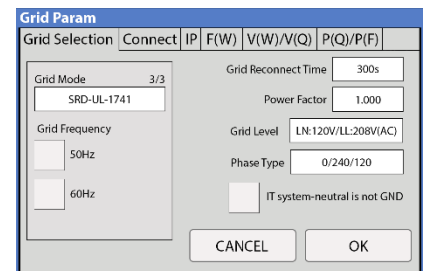 Grid Param
Grid Selection Connect IP F(W) V(W)/V(Q) P(Q)/P(F)
Grid Mode 3/3
SRD-UL-1741
Grid Frequency
50Hz
60Hz
Grid Reconnect Time 300s
Power Factor 1.000
Grid Level LN:120V/LL:208V(AC)
Phase Type 0/240/120
IT system-neutral is not GND
CANCEL OK